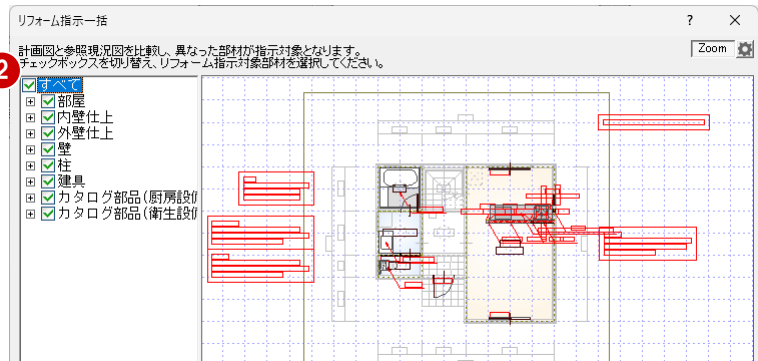 リフォーム指示一括
?
計画図と参照現況図を比較し、異なった部材が指示対象となります。
チェックボックスを切り替え、リフォーム指示対象部材を選択してください。
Zoom
2
すべて
部屋
内壁仕上
外壁仕上
壁
柱
建具
カタログ部品(厨房設備
カタログ部品(衛生設備